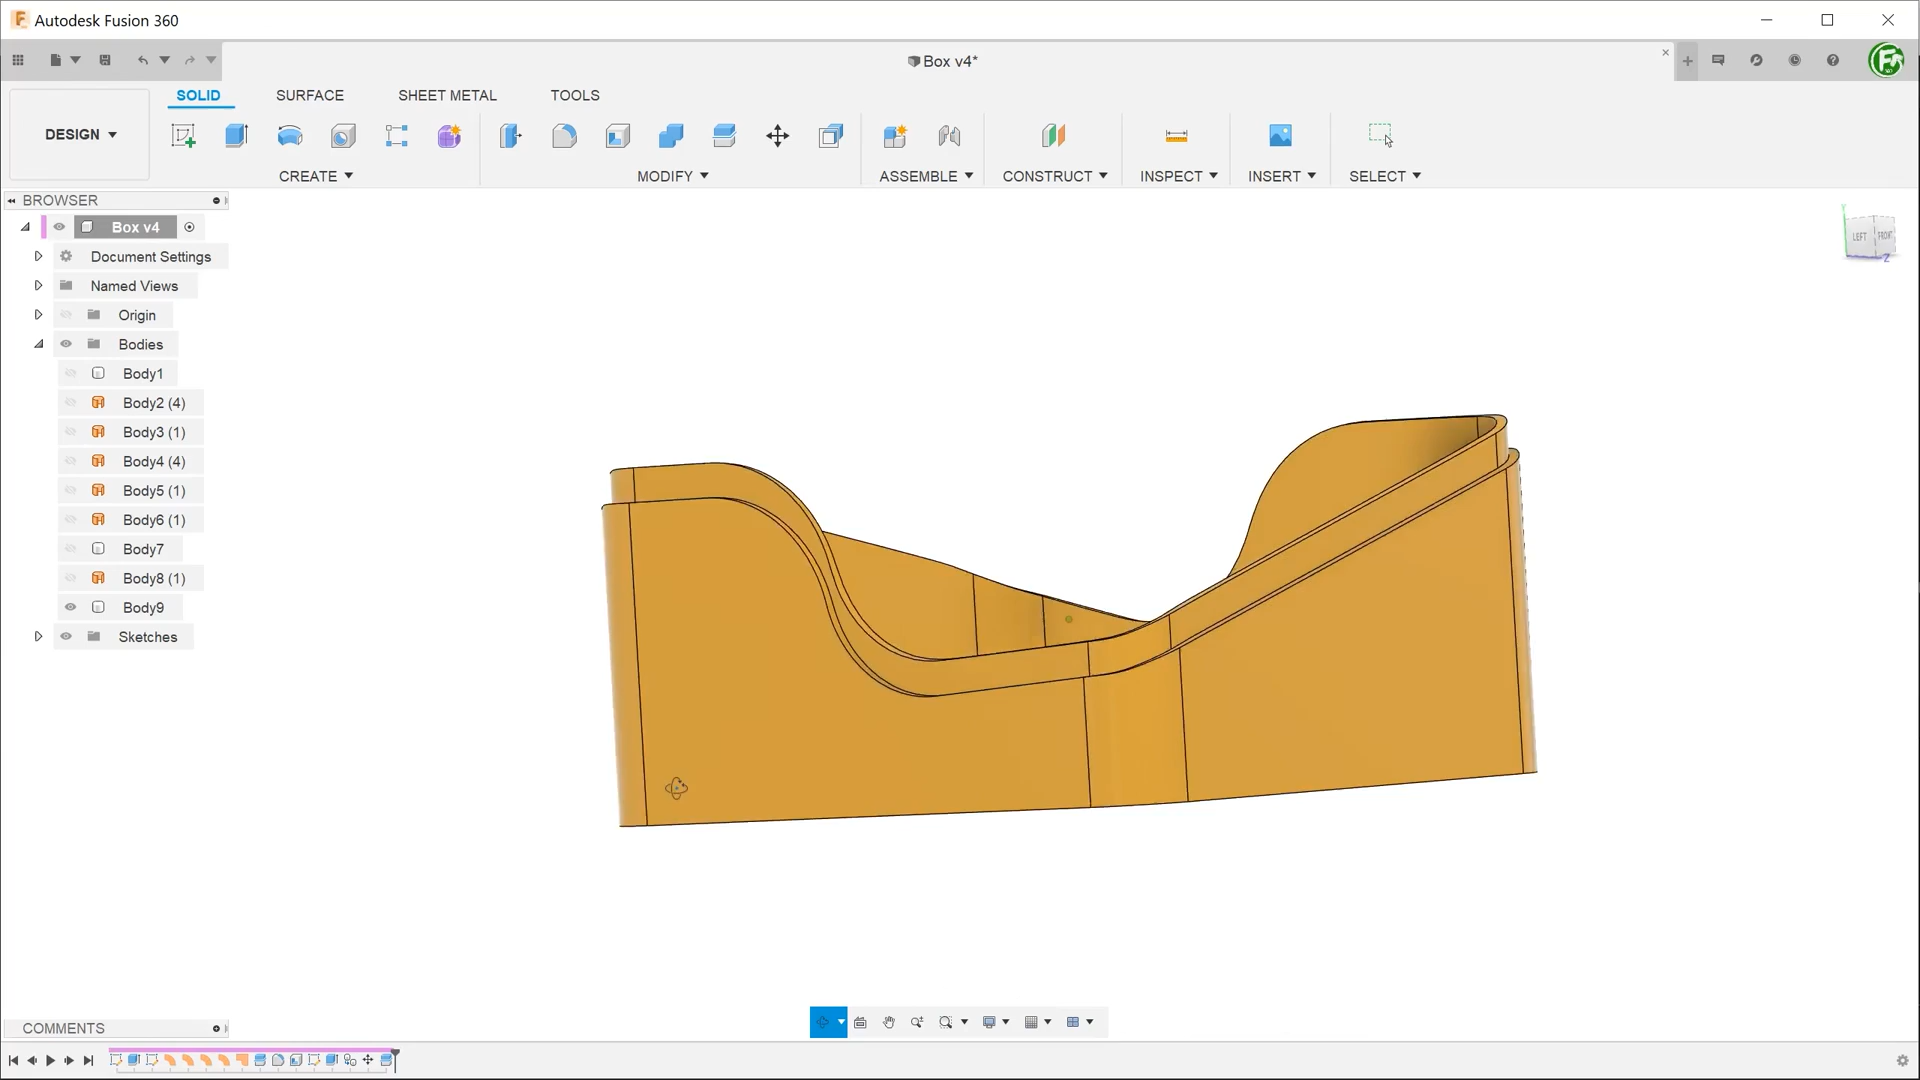 Autodesk Fusion 360
Box v4*
DESIGN
SOLID
SURFACE
SHEET METAL
TOOLS
CREATE
MODIFY
ASSEMBLE
CONSTRUCT
INSPECT
INSERT
SELECT
BROWSER
Box v4
Document Settings
Named Views
Origin
Bodies
Body1
Body2 (4)
Body3 (1)
Body4 (4)
Body5 (1)
Body6 (1)
Body7
Body8 (1)
Body9
Sketches
LEFT
FRONT
Z
COMMENTS